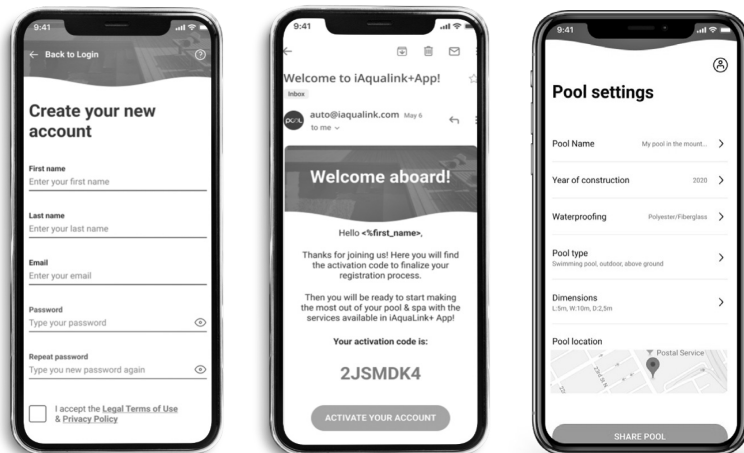 9:41
Back to Login
Create your new
account
First name
Enter your first name
Last name
Enter your last name
Email
Enter your email
Password
Type your password
Repeat password
Type you new password again
I accept the Legal Terms of Use
& Privacy Policy
9:41
Welcome to iAqualink+App!
Inbox
pool
auto@iaqualink.com May 6
to me
Welcome aboard!
Hello <%first_name>,
Thanks for joining us! Here you will find
the activation code to finalize your
registration process.
Then you will be ready to start making
the most out of your pool & spa with the
services available in iAquaLink+ App!
Your activation code is:
2JSMDK4
ACTIVATE YOUR ACCOUNT
9:41
Pool settings
Pool Name My pool in the mount...
Year of construction 2020
Waterproofing Polyester/Fiberglass
Pool type
Swimming pool, outdoor, above ground
Dimensions
L:5m, W:10m, D:2,5m
Pool location
Postal Service
23rd St N
SHARE POOL